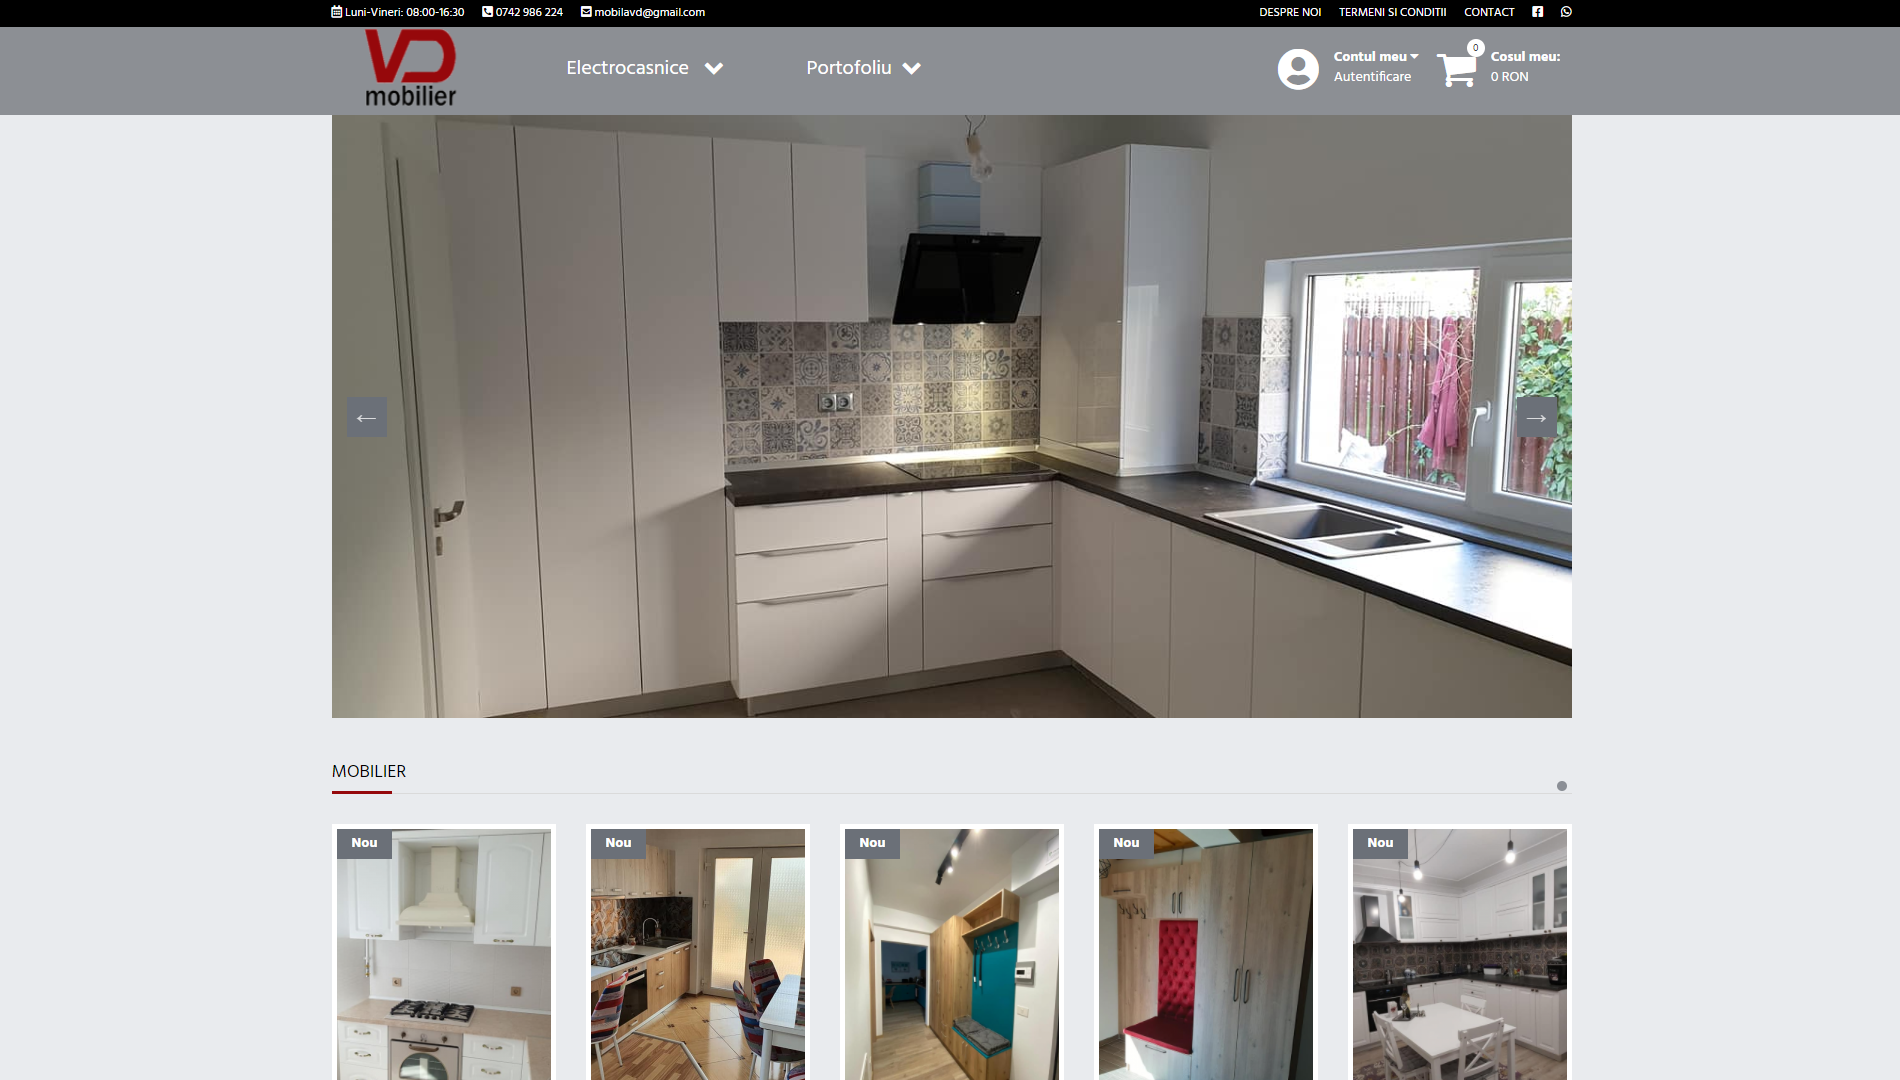 Luni-Vineri: 08:00-16:30 0742 986 224 mobilavd@gmail.com DESPRE NOI TERMENI SI CONDITII CONTACT
VD
mobilier
Electrocasnice
Portofoliu
Contul meu
Autentificare
0
Cosul meu:
0 RON
←
→
MOBILIER
Nou
Nou
Nou
Nou
Nou